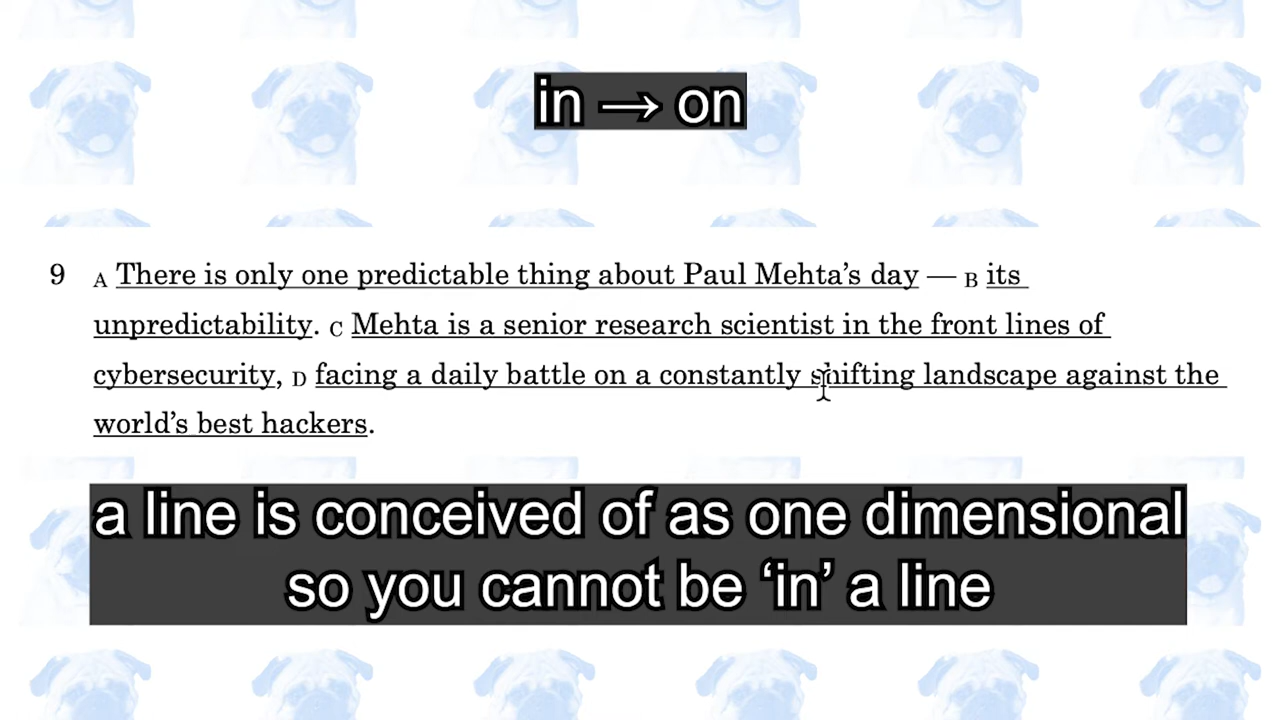 in → on
9 A There is only one predictable thing about Paul Mehta’s day — B its
unpredictability. C Mehta is a senior research scientist in the front lines of
cybersecurity, D facing a daily battle on a constantly shifting landscape against the
world’s best hackers.
a line is conceived of as one dimensional
so you cannot be ‘in’ a line